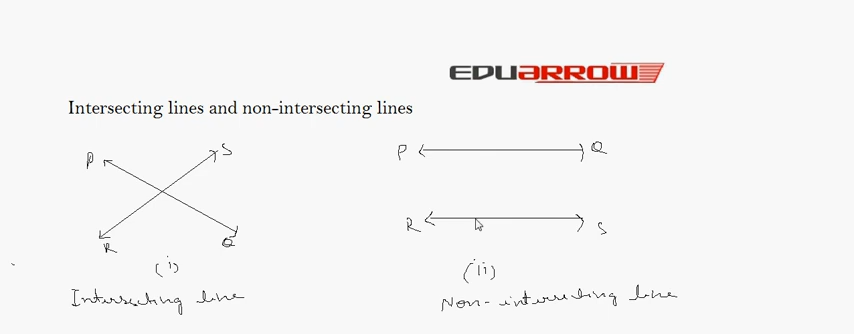 EDUARROW
Intersecting lines and non-intersecting lines
P S
R Q
(i)
Intersecting line
P Q
R S
(ii)
Non-intersecting line